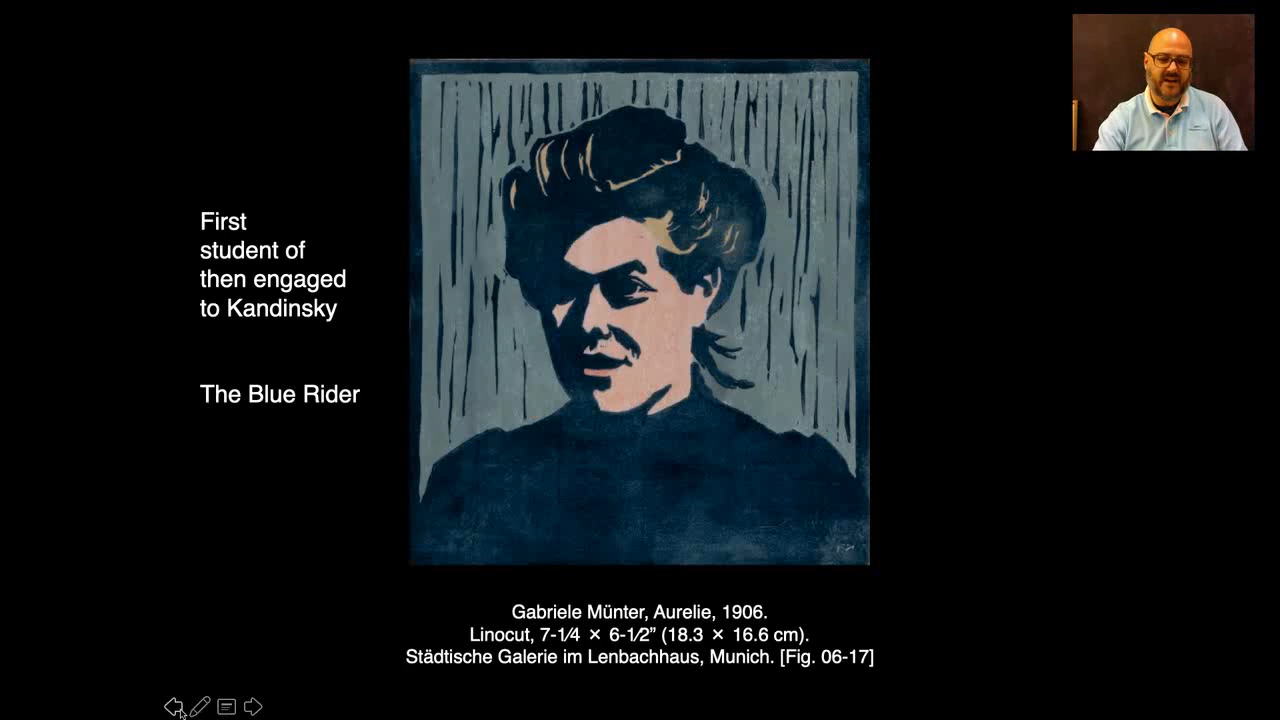 First
student of
then engaged
to Kandinsky
The Blue Rider
Gabriele Münter, Aurelie, 1906.
Linocut, 7-1⁄4 × 6-1⁄2” (18.3 × 16.6 cm).
Städtische Galerie im Lenbachhaus, Munich. [Fig. 06-17]